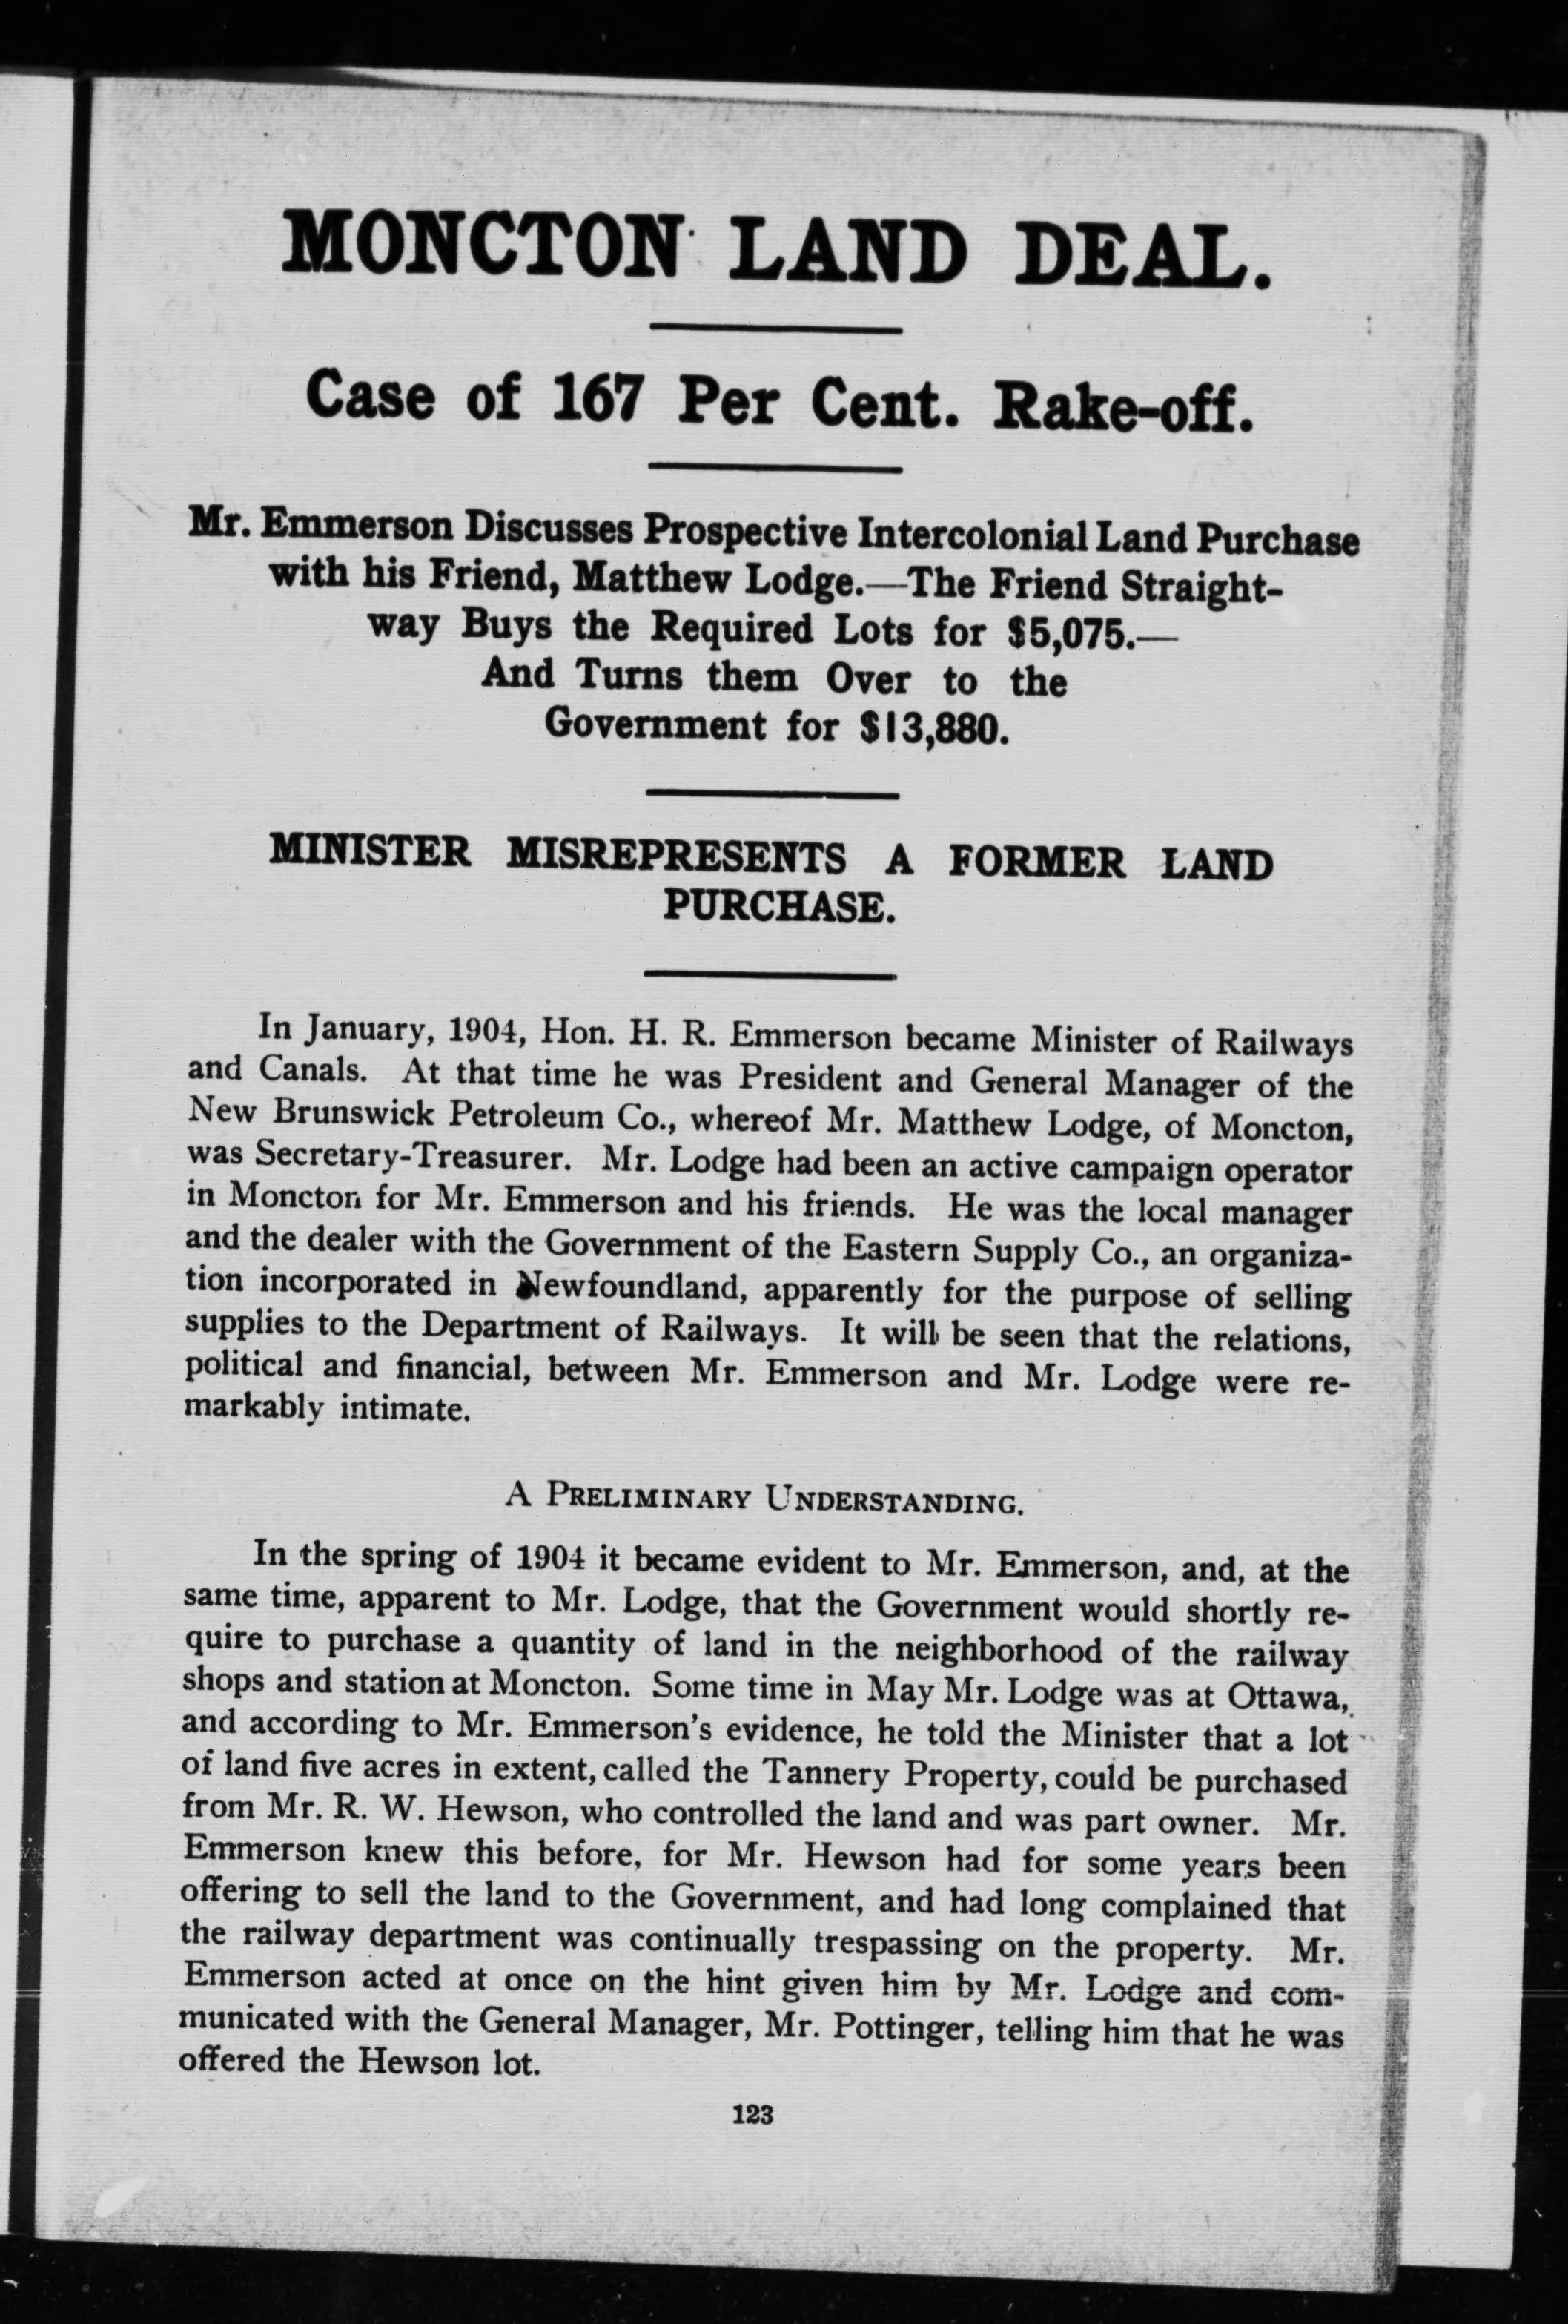 MONCTON LAND DEAL.
Case of 167 Per Cent. Rake-off.
Mr. Emmerson Discusses Prospective Intercolonial Land Purchase
with his Friend, Matthew Lodge.—The Friend Straight-
way Buys the Required Lots for $5,075.—
And Turns them Over to the
Government for $13,880.
MINISTER MISREPRESENTS A FORMER LAND
PURCHASE.
In January, 1904, Hon. H. R. Emmerson became Minister of Railways
and Canals. At that time he was President and General Manager of the
New Brunswick Petroleum Co., whereof Mr. Matthew Lodge, of Moncton,
was Secretary-Treasurer. Mr. Lodge had been an active campaign operator
in Moncton for Mr. Emmerson and his friends. He was the local manager
and the dealer with the Government of the Eastern Supply Co., an organiza-
tion incorporated in Newfoundland, apparently for the purpose of selling
supplies to the Department of Railways. It will be seen that the relations,
political and financial, between Mr. Emmerson and Mr. Lodge were re-
markably intimate.
A PRELIMINARY UNDERSTANDING.
In the spring of 1904 it became evident to Mr. Emmerson, and, at the
same time, apparent to Mr. Lodge, that the Government would shortly re-
quire to purchase a quantity of land in the neighborhood of the railway
shops and station at Moncton. Some time in May Mr. Lodge was at Ottawa,
and according to Mr. Emmerson's evidence, he told the Minister that a lot
of land five acres in extent, called the Tannery Property, could be purchased
from Mr. R. W. Hewson, who controlled the land and was part owner. Mr.
Emmerson knew this before, for Mr. Hewson had for some years been
offering to sell the land to the Government, and had long complained that
the railway department was continually trespassing on the property. Mr.
Emmerson acted at once on the hint given him by Mr. Lodge and com-
municated with the General Manager, Mr. Pottinger, telling him that he was
offered the Hewson lot.
123